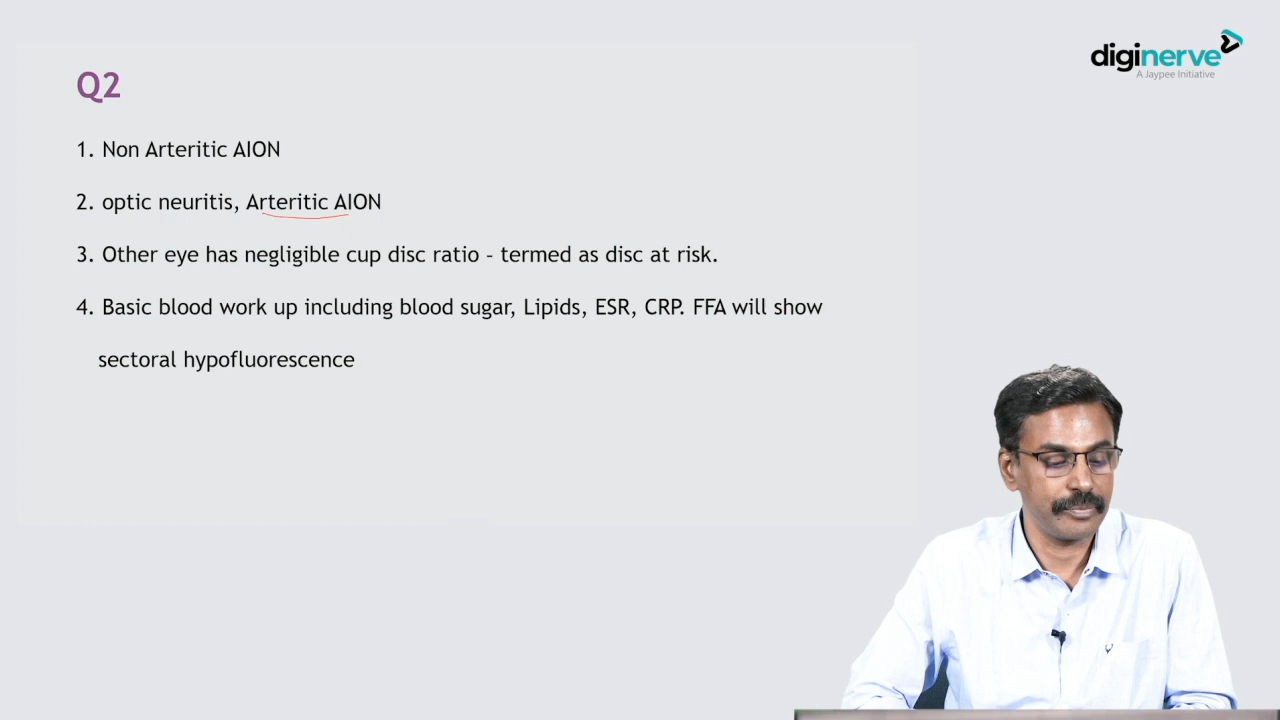 diginerve
A Jaypee Initiative
Q2
1. Non Arteritic AION
2. optic neuritis, Arteritic AION
3. Other eye has negligible cup disc ratio – termed as disc at risk.
4. Basic blood work up including blood sugar, Lipids, ESR, CRP. FFA will show
sectoral hypofluorescence